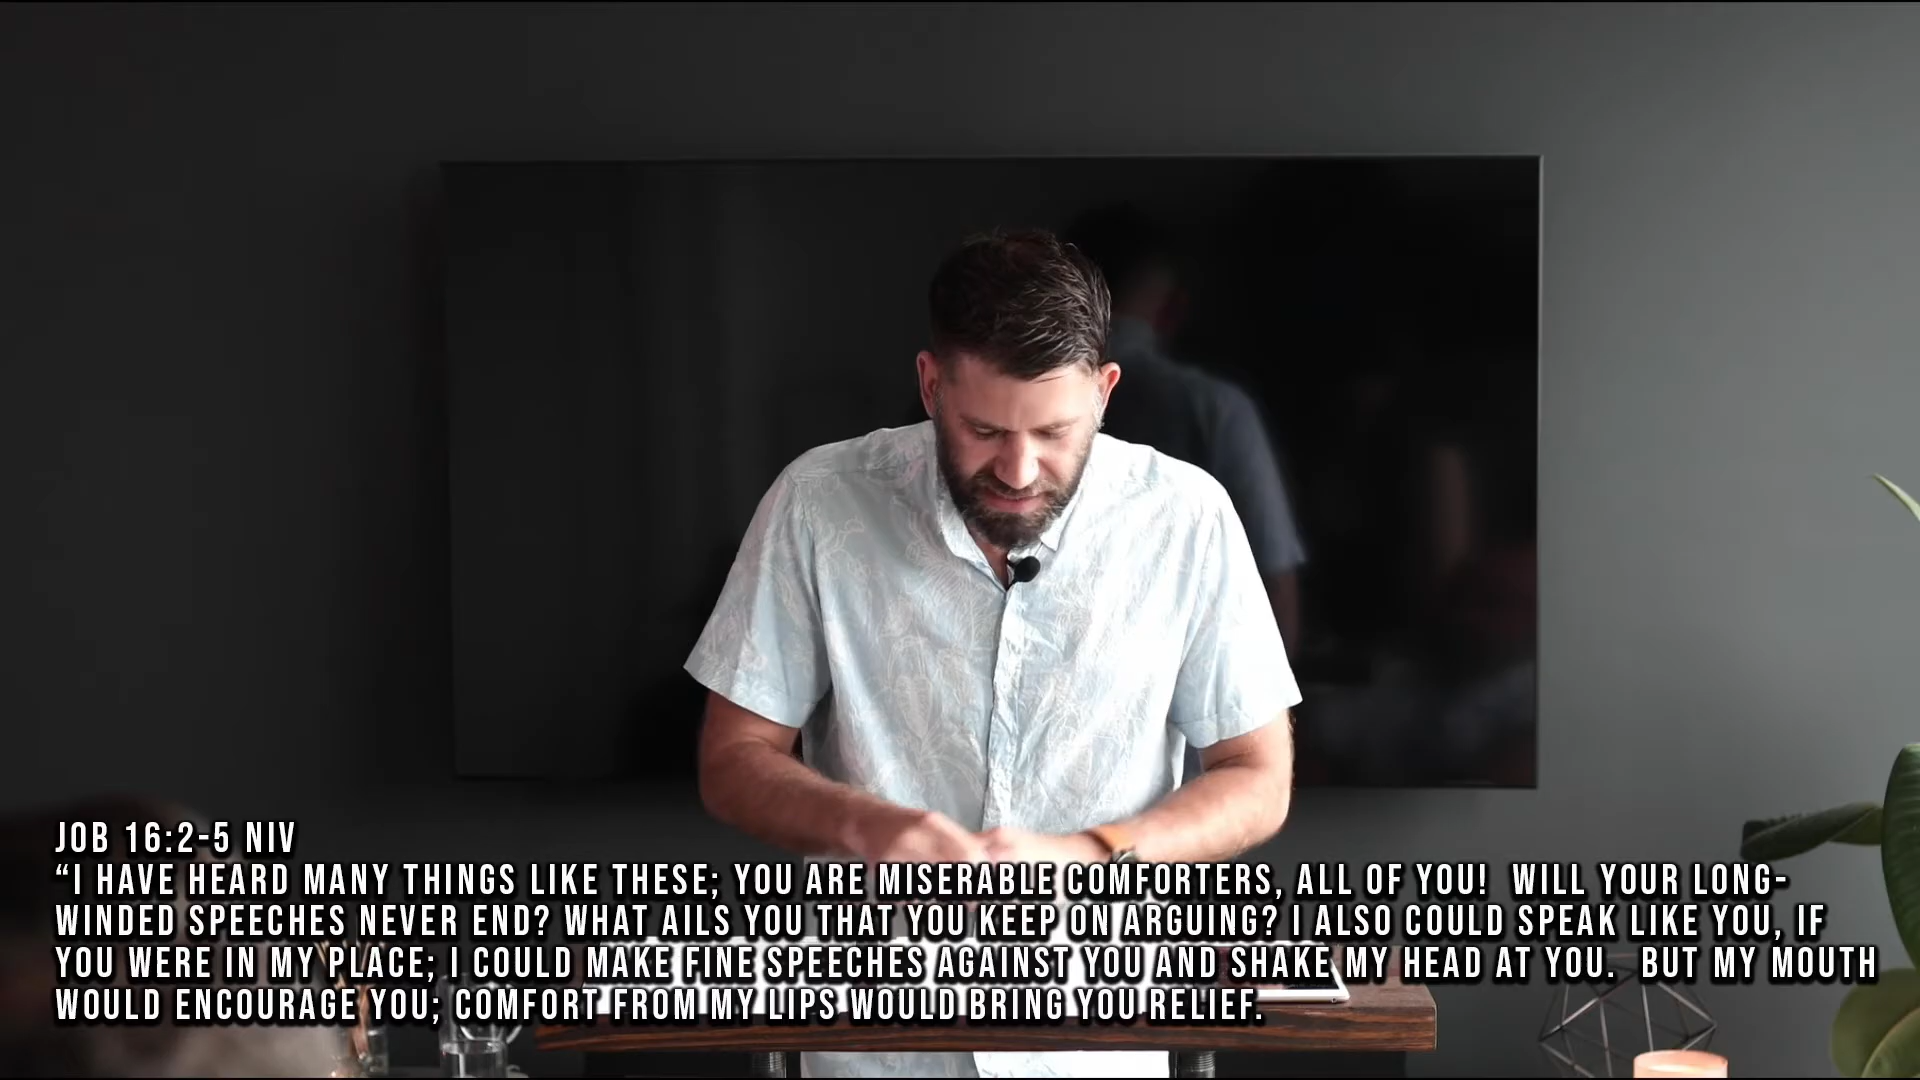 JOB 16:2-5 NIV
“I HAVE HEARD MANY THINGS LIKE THESE; YOU ARE MISERABLE COMFORTERS, ALL OF YOU!  WILL YOUR LONG-
WINDED SPEECHES NEVER END? WHAT AILS YOU THAT YOU KEEP ON ARGUING? I ALSO COULD SPEAK LIKE YOU, IF
YOU WERE IN MY PLACE; I COULD MAKE FINE SPEECHES AGAINST YOU AND SHAKE MY HEAD AT YOU.  BUT MY MOUTH
WOULD ENCOURAGE YOU; COMFORT FROM MY LIPS WOULD BRING YOU RELIEF.